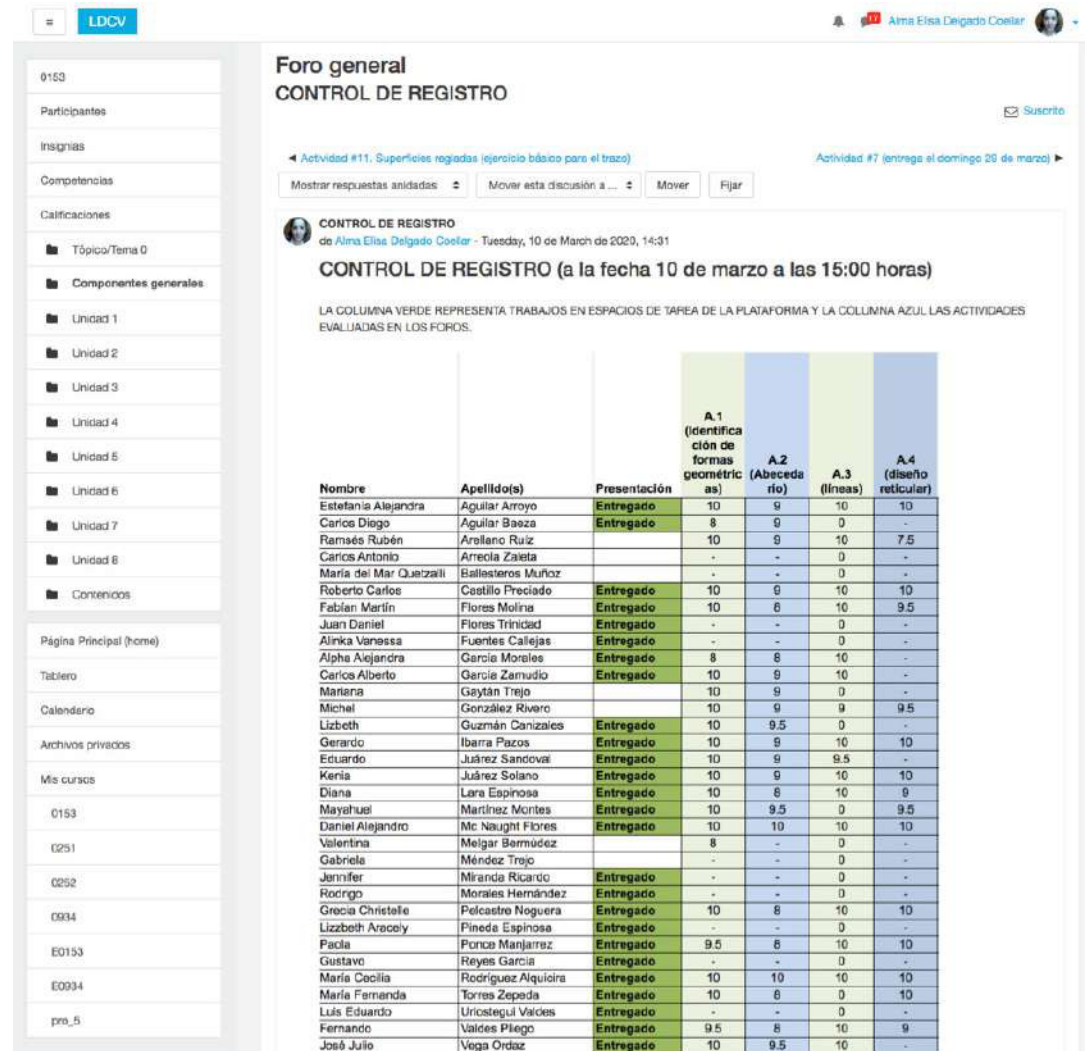 ≡ LDCV 17 Alma Elisa Delgado Coellar
0153
Participantes
Insignias
Competencias
Calificaciones
Tópico/Tema 0
Componentes generales
Unidad 1
Unidad 2
Unidad 3
Unidad 4
Unidad 5
Unidad 6
Unidad 7
Unidad 8
Contenidos
Página Principal (home)
Tablero
Calendario
Archivos privados
Mis cursos
0153
0251
0252
0934
E0153
E0934
pro_5
Foro general
CONTROL DE REGISTRO
Suscrito
◄ Actividad #11. Superficies regladas (ejercicio básico para el trazo) Actividad #7 (entrega el domingo 29 de marzo) ►
Mostrar respuestas anidadas Mover esta discusión a ... Mover Fijar
CONTROL DE REGISTRO
de Alma Elisa Delgado Coellar - Tuesday, 10 de March de 2020, 14:31
CONTROL DE REGISTRO (a la fecha 10 de marzo a las 15:00 horas)
LA COLUMNA VERDE REPRESENTA TRABAJOS EN ESPACIOS DE TAREA DE LA PLATAFORMA Y LA COLUMNA AZUL LAS ACTIVIDADES
EVALUADAS EN LOS FOROS.
Nombre Apellido(s) Presentación A.1 (Identificación de formas geométricas) A.2 (Abecedario) A.3 (líneas) A.4 (diseño reticular)
Estefanía Alejandra Aguilar Arroyo Entregado 10 9 10 10
Carlos Diego Aguilar Baeza Entregado 8 9 0 -
Ramsés Rubén Arellano Ruíz 10 9 10 7.5
Carlos Antonio Arreola Zaleta - - 0 -
María del Mar Quetzalli Ballesteros Muñoz - - 0 -
Roberto Carlos Castillo Preciado Entregado 10 9 10 10
Fabían Martín Flores Molina Entregado 10 8 10 9.5
Juan Daniel Flores Trinidad Entregado - - 0 -
Alinka Vanessa Fuentes Callejas Entregado - - 0 -
Alpha Alejandra García Morales Entregado 8 8 10 -
Carlos Alberto García Zamudio Entregado 10 9 10 -
Mariana Gaytán Trejo 10 9 0 -
Michel González Rivero 10 9 9 9.5
Lizbeth Guzmán Canizales Entregado 10 9.5 0 -
Gerardo Ibarra Pazos Entregado 10 9 10 10
Eduardo Juárez Sandoval Entregado 10 9 9.5 -
Kenia Juárez Solano Entregado 10 9 10 10
Diana Lara Espinosa Entregado 10 8 10 9
Mayahuel Martínez Montes Entregado 10 9.5 0 9.5
Daniel Alejandro Mc Naught Flores Entregado 10 10 10 10
Valentina Melgar Bermúdez 8 - 0 -
Gabriela Méndez Trejo - - 0 -
Jennifer Miranda Ricardo Entregado - - 0 -
Rodrigo Morales Hernández Entregado - - 0 -
Grecia Christelle Pelcastre Noguera Entregado 10 8 10 10
Lizzbeth Aracely Pineda Espinosa Entregado - - 0 -
Paola Ponce Manjarrez Entregado 9.5 8 10 10
Gustavo Reyes Garcia Entregado - - 0 -
María Cecilia Rodríguez Alquicira Entregado 10 10 10 10
María Fernanda Torres Zepeda Entregado 10 8 0 10
Luis Eduardo Uriostegui Valdes Entregado - - 0 -
Fernando Valdes Pliego Entregado 9.5 8 10 9
José Julio Vega Ordaz Entregado 10 9.5 10 -